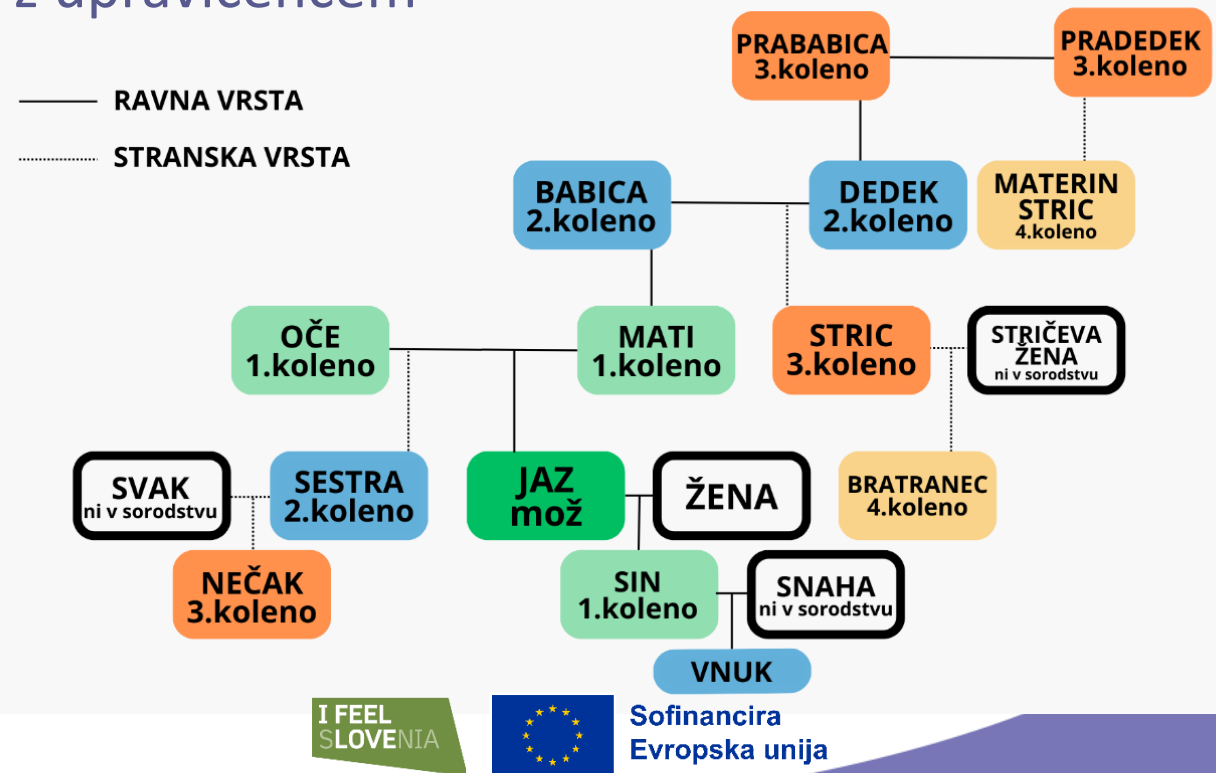 z upravičencem
PRABABICA
3.koleno
PRADEDEK
3.koleno
RAVNA VRSTA
STRANSKA VRSTA
BABICA
2.koleno
DEDEK
2.koleno
MATERIN
STRIC
4.koleno
OČE
1.koleno
MATI
1.koleno
STRIC
3.koleno
STRIČEVA
ŽENA
ni v sorodstvu
SVAK
ni v sorodstvu
SESTRA
2.koleno
JAZ
mož
ŽENA
BRATRANEC
4.koleno
NEČAK
3.koleno
SIN
1.koleno
SNAHA
ni v sorodstvu
VNUK
I FEEL
SLOVENIA
Sofinancira
Evropska unija